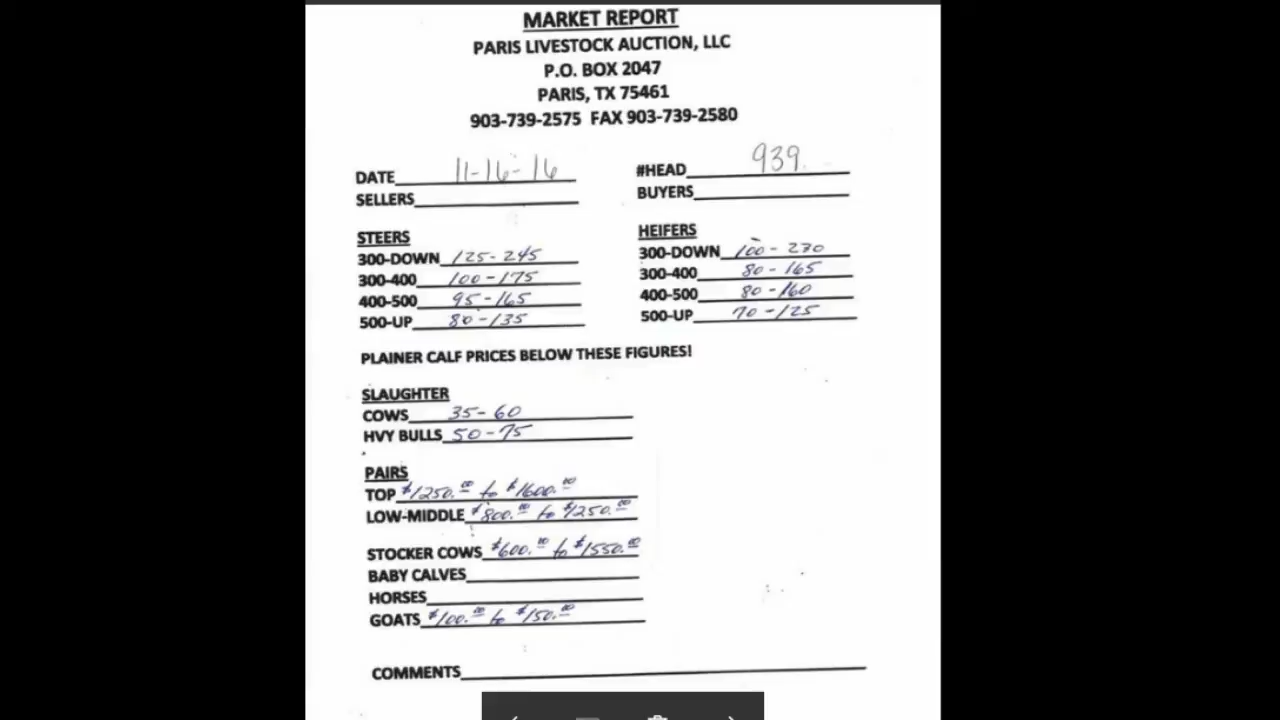 MARKET REPORT
PARIS LIVESTOCK AUCTION, LLC
P.O. BOX 2047
PARIS, TX 75461
903-739-2575 FAX 903-739-2580
DATE 11-16-16 #HEAD 939
SELLERS BUYERS
STEERS HEIFERS
300-DOWN 125-245 300-DOWN 100-230
300-400 100-175 300-400 80-165
400-500 95-165 400-500 80-160
500-UP 80-135 500-UP 70-125
PLAINER CALF PRICES BELOW THESE FIGURES!
SLAUGHTER
COWS 35-60
HVY BULLS 50-75
PAIRS
TOP $1250.00 to $1600.00
LOW-MIDDLE $800.00 to $1250.00
STOCKER COWS $600.00 to $1550.00
BABY CALVES
HORSES
GOATS $100.00 to $150.00
COMMENTS